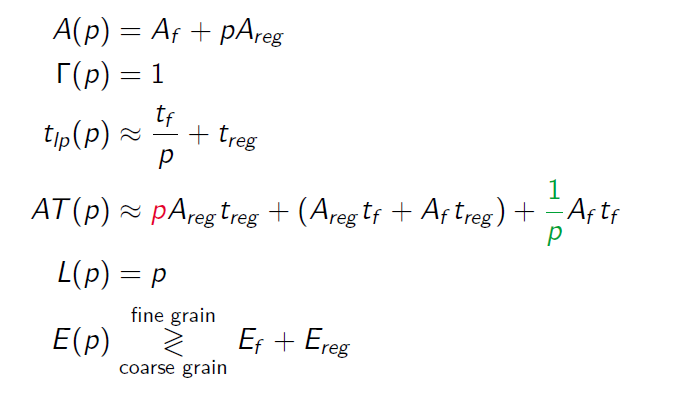 A(p) = A_f + pA_reg
Γ(p) = 1
t_lp(p) ≈ t_f/p + t_reg
AT(p) ≈ pA_reg t_reg + (A_reg t_f + A_f t_reg) + 1/p A_f t_f
L(p) = p
fine grain
E(p) ≷ E_f + E_reg
coarse grain